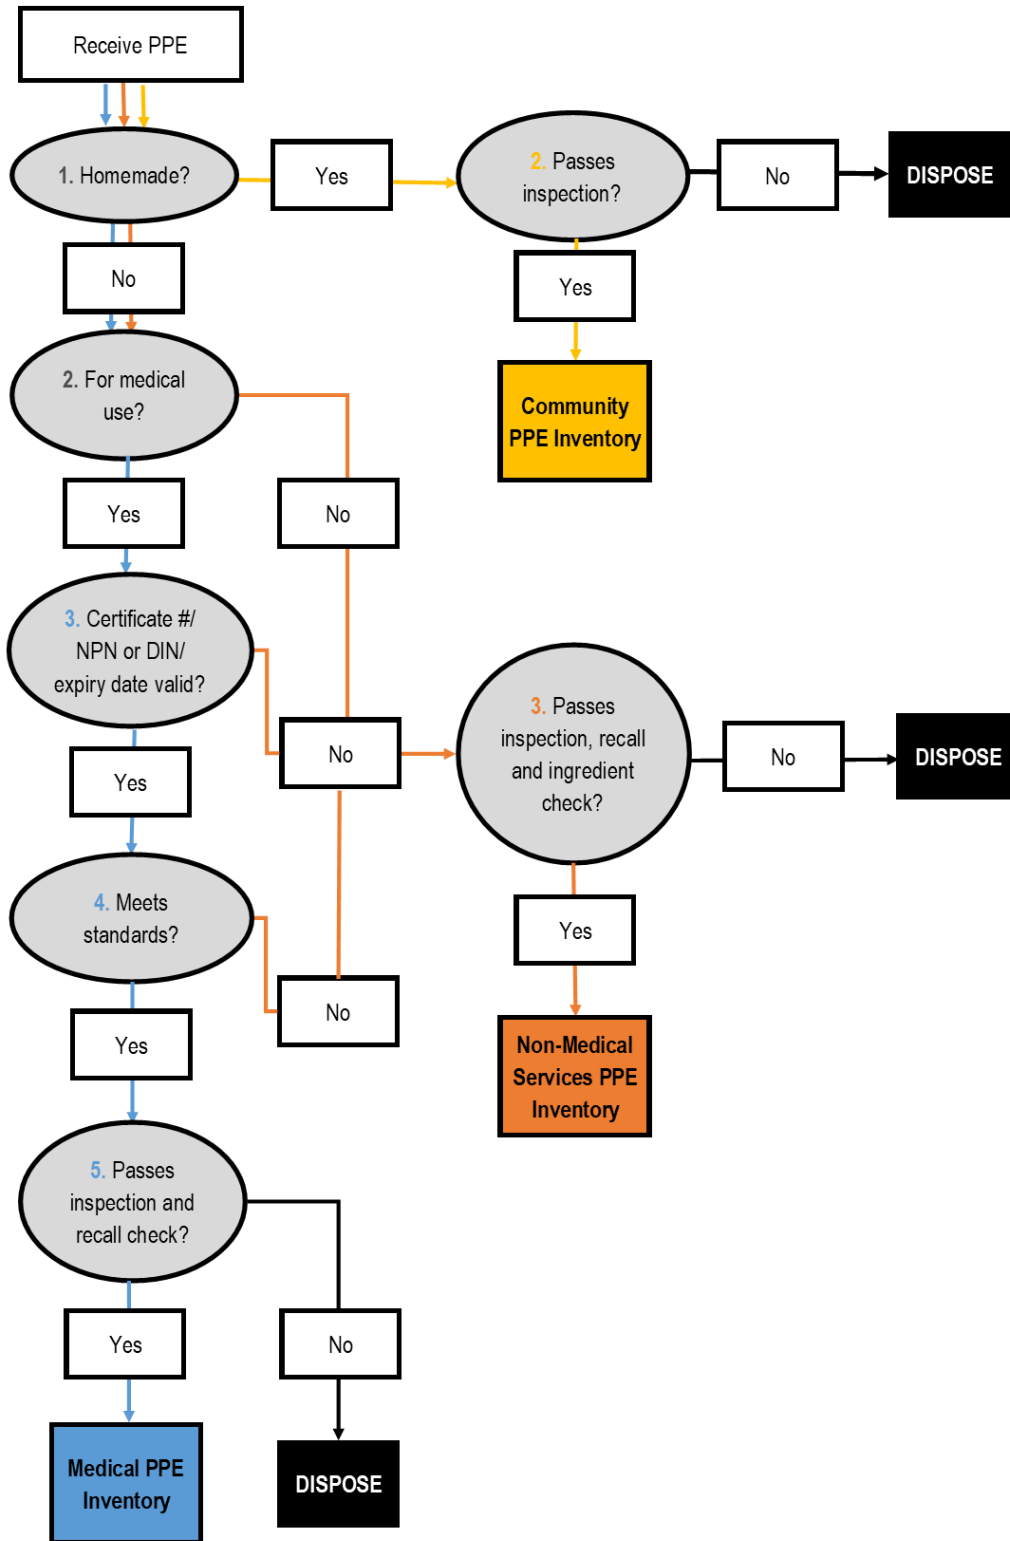 Receive PPE
1. Homemade?
Yes
2. Passes
inspection?
No
DISPOSE
No
Yes
2. For medical
use?
Community
PPE Inventory
Yes
No
3. Certificate #/
NPN or DIN/
expiry date valid?
No
3. Passes
inspection, recall
and ingredient
check?
No
DISPOSE
Yes
4. Meets
standards?
Yes
No
Yes
Non-Medical
Services PPE
Inventory
5. Passes
inspection and
recall check?
Yes
No
Medical PPE
Inventory
DISPOSE